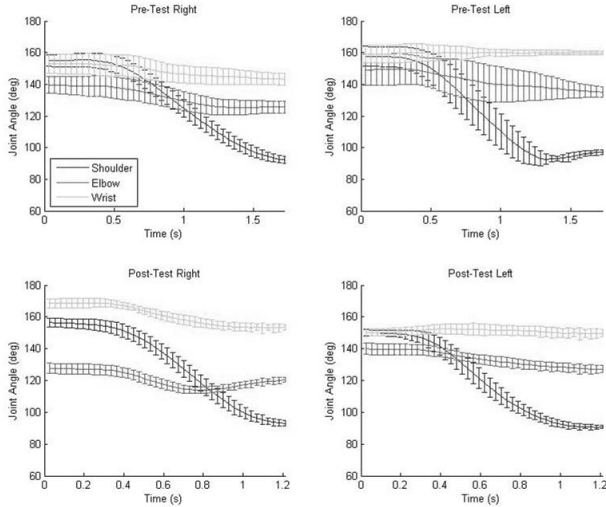 Pre-Test Right
Joint Angle (deg)
180
160
140
120
100
80
60
Shoulder
Elbow
Wrist
0 0.5 1 1.5
Time (s)
Pre-Test Left
Joint Angle (deg)
180
160
140
120
100
80
60
0 0.5 1 1.5
Time (s)
Post-Test Right
Joint Angle (deg)
180
160
140
120
100
80
60
0 0.2 0.4 0.6 0.8 1 1.2
Time (s)
Post-Test Left
Joint Angle (deg)
180
160
140
120
100
80
60
0 0.2 0.4 0.6 0.8 1 1.2
Time (s)